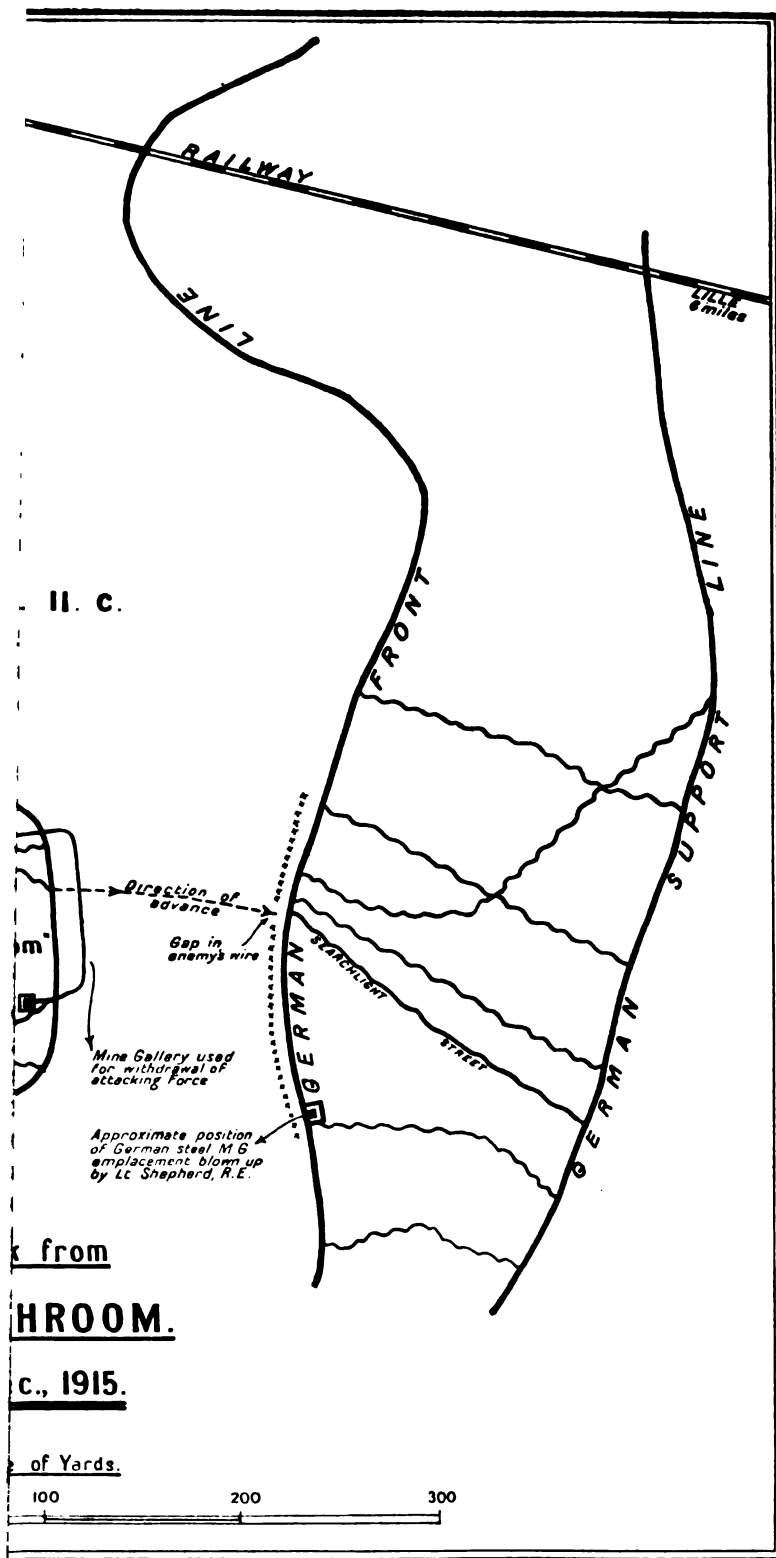 RAILWAY
LINE
LILLE
6 miles
LINE
11. C.
FRONT
SUPPORT
Direction of
advance
om"
Gap in
enemy's wire
GERMAN
SEARCHLIGHT
STREET
GERMAN
Mine Gallery used
for withdrawal of
attacking Force
Approximate position
of German steel M G
emplacement blown up
by Lt Shepherd, R.E.
k from
HROOM.
c., 1915.
e of Yards.
100 200 300